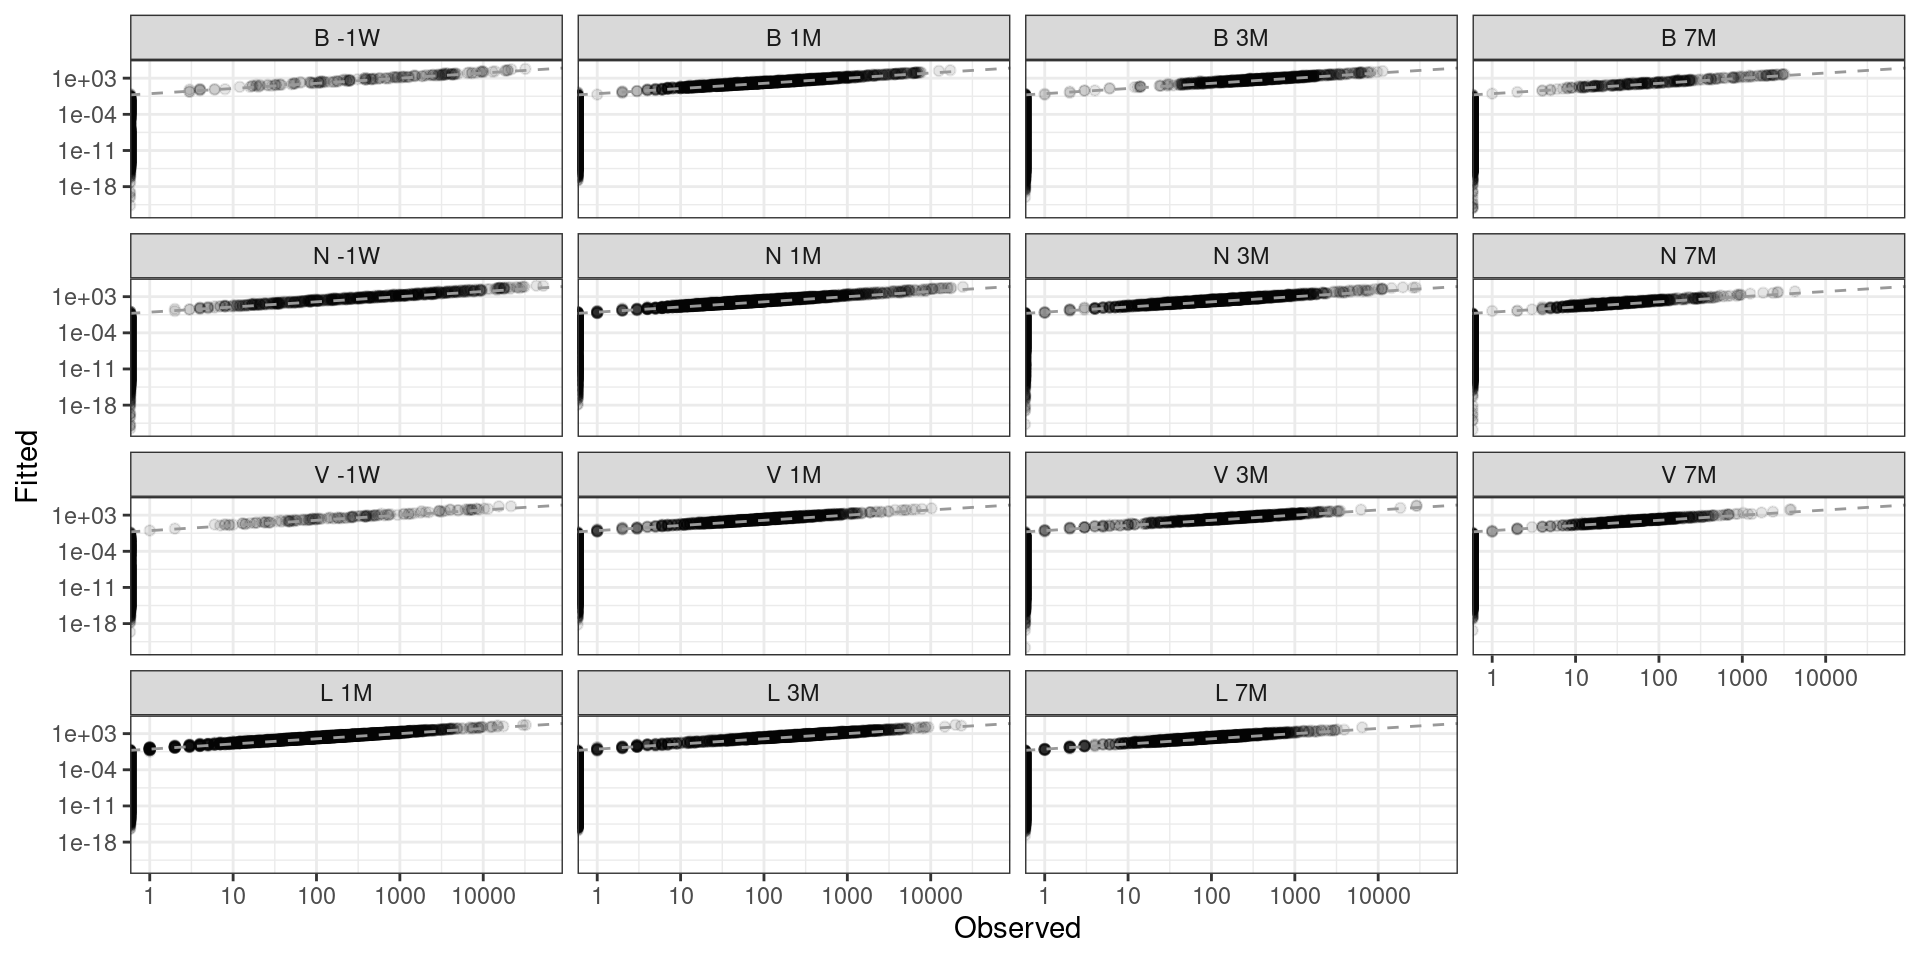 B -1W
B 1M
B 3M
B 7M
1e+03
1e-04
1e-11
1e-18
N -1W
N 1M
N 3M
N 7M
1e+03
1e-04
1e-11
1e-18
Fitted
V -1W
V 1M
V 3M
V 7M
1e+03
1e-04
1e-11
1e-18
1 10 100 1000 10000
L 1M
L 3M
L 7M
1e+03
1e-04
1e-11
1e-18
1 10 100 1000 10000
1 10 100 1000 10000
1 10 100 1000 10000
Observed